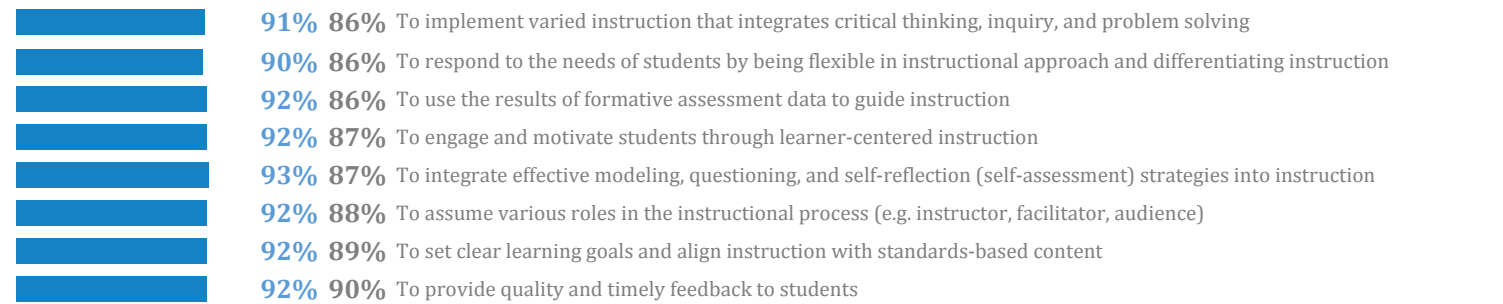 91% 86% To implement varied instruction that integrates critical thinking, inquiry, and problem solving
90% 86% To respond to the needs of students by being flexible in instructional approach and differentiating instruction
92% 86% To use the results of formative assessment data to guide instruction
92% 87% To engage and motivate students through learner-centered instruction
93% 87% To integrate effective modeling, questioning, and self-reflection (self-assessment) strategies into instruction
92% 88% To assume various roles in the instructional process (e.g. instructor, facilitator, audience)
92% 89% To set clear learning goals and align instruction with standards-based content
92% 90% To provide quality and timely feedback to students